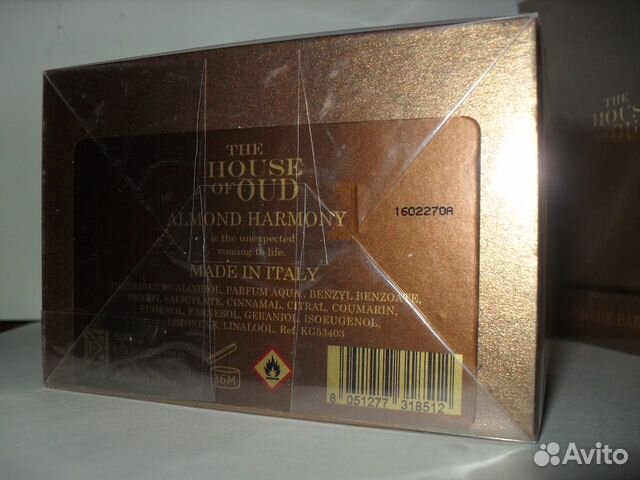 THE
HOUSE
OF OUD
ALMOND HARMONY
is the unexpected
coming to life.
MADE IN ITALY
INGREDIENTS: ALCOHOL, PARFUM AQUA, BENZYL BENZOATE,
BENZYL SALICYLATE, CINNAMAL, CITRAL, COUMARIN,
EUGENOL, FARNESOL, GERANIOL, ISOEUGENOL,
LIMONENE, LINALOOL, Ref. KG53403
1602270A
36M
8 051277 318512
THE
HOUSE
OF OUD
Avito